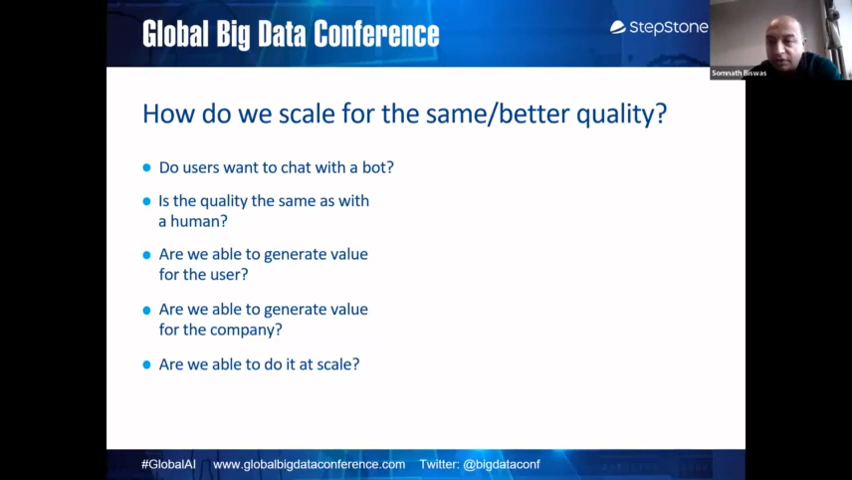 Global Big Data Conference
StepStone
Somnath Biswas
How do we scale for the same/better quality?
Do users want to chat with a bot?
Is the quality the same as with
a human?
Are we able to generate value
for the user?
Are we able to generate value
for the company?
Are we able to do it at scale?
#GlobalAI www.globalbigdataconference.com Twitter: @bigdataconf